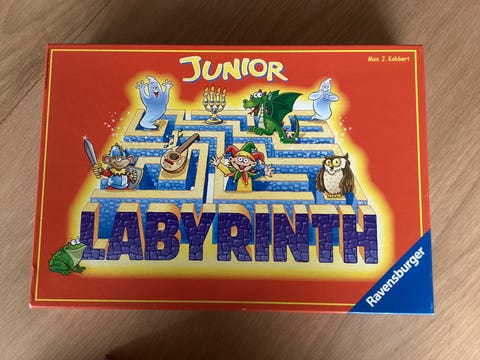 JUNIOR
Max J. Kobbert
LABYRINTH
Ravensburger